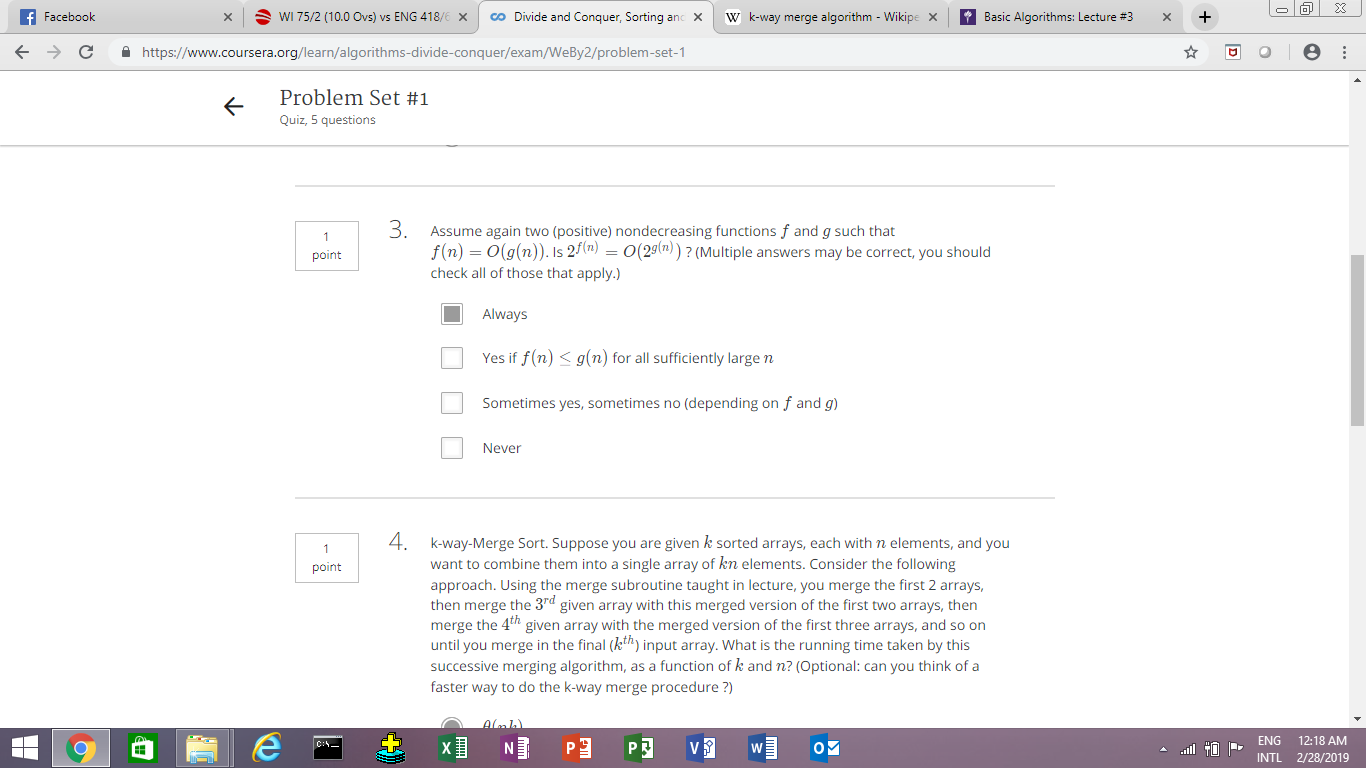 Facebook
WI 75/2 (10.0 Ovs) vs ENG 418/6
Divide and Conquer, Sorting and
k-way merge algorithm - Wikipe
Basic Algorithms: Lecture #3
https://www.coursera.org/learn/algorithms-divide-conquer/exam/WeBy2/problem-set-1
Problem Set #1
Quiz, 5 questions
1
point
3.
Assume again two (positive) nondecreasing functions f and g such that
f(n) = O(g(n)). Is 2^{f(n)} = O(2^{g(n)}) ? (Multiple answers may be correct, you should
check all of those that apply.)
Always
Yes if f(n) ≤ g(n) for all sufficiently large n
Sometimes yes, sometimes no (depending on f and g)
Never
1
point
4.
k-way-Merge Sort. Suppose you are given k sorted arrays, each with n elements, and you
want to combine them into a single array of kn elements. Consider the following
approach. Using the merge subroutine taught in lecture, you merge the first 2 arrays,
then merge the 3^{rd} given array with this merged version of the first two arrays, then
merge the 4^{th} given array with the merged version of the first three arrays, and so on
until you merge in the final (k^{th}) input array. What is the running time taken by this
successive merging algorithm, as a function of k and n? (Optional: can you think of a
faster way to do the k-way merge procedure ?)
θ(nk)
ENG 12:18 AM
INTL 2/28/2019